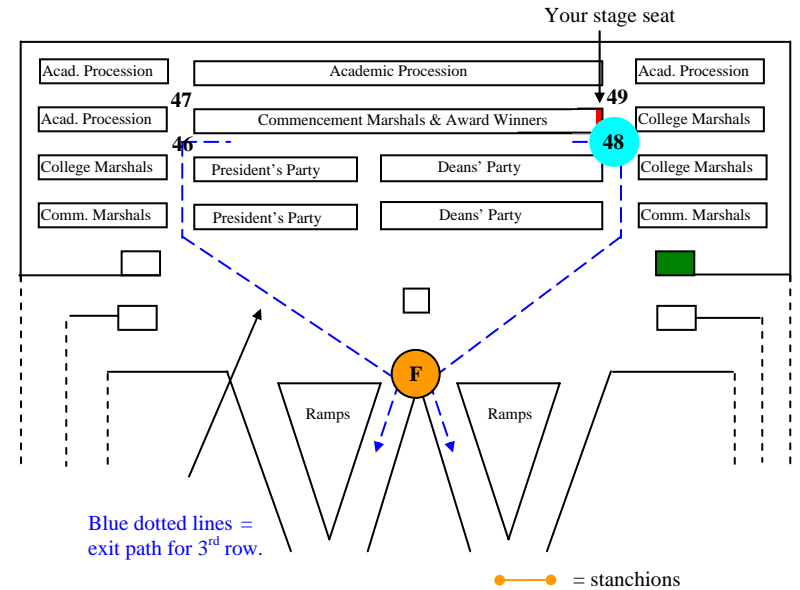 Your stage seat
Acad. Procession
Academic Procession
Acad. Procession
47
49
Acad. Procession
Commencement Marshals & Award Winners
College Marshals
46
48
College Marshals
President's Party
Deans' Party
College Marshals
Comm. Marshals
President's Party
Deans' Party
Comm. Marshals
F
Ramps
Ramps
Blue dotted lines =
exit path for 3rd row.
= stanchions